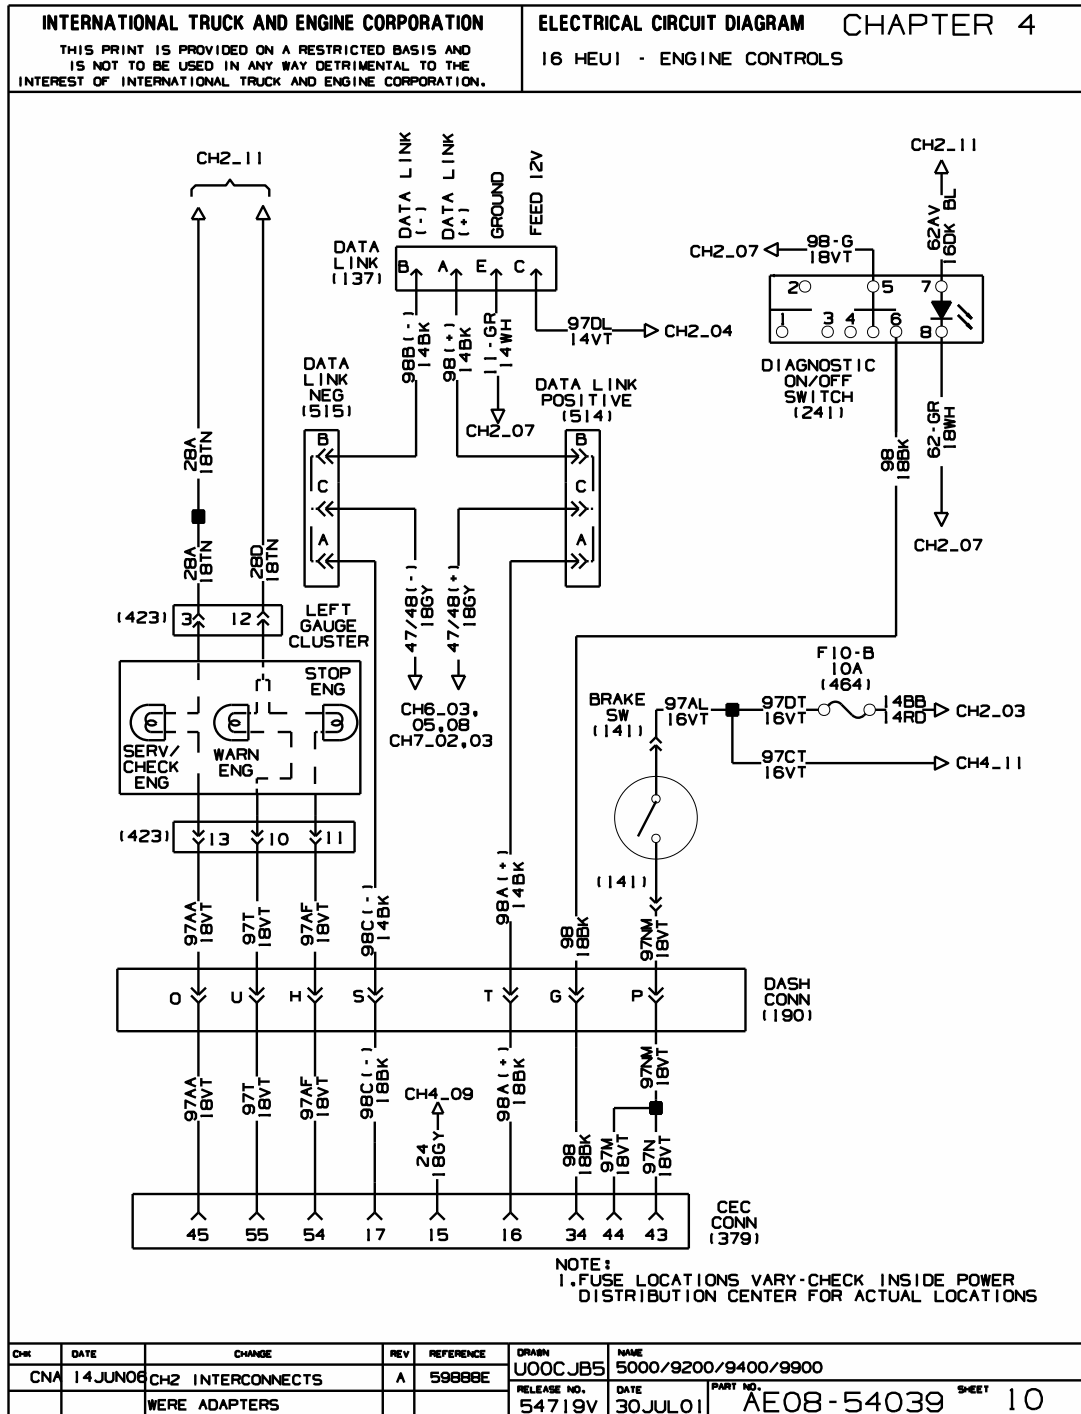 INTERNATIONAL TRUCK AND ENGINE CORPORATION
THIS PRINT IS PROVIDED ON A RESTRICTED BASIS AND
IS NOT TO BE USED IN ANY WAY DETRIMENTAL TO THE
INTEREST OF INTERNATIONAL TRUCK AND ENGINE CORPORATION.
ELECTRICAL CIRCUIT DIAGRAM CHAPTER 4
16 HEUI - ENGINE CONTROLS
CH2_11
DATA LINK
(-)
DATA LINK
(+)
GROUND
FEED 12V
DATA
LINK
(137)
B A E C
98B(-)
14BK
98(+)
14BK
11-GR
14WH
97DL
14VT
CH2_04
CH2_07
CH2_11
62AV
16DK BL
CH2_07
98-G
18VT
2 5 7
1 3 4 6 8
DIAGNOSTIC
ON/OFF
SWITCH
(241)
98
18BK
62-GR
18WH
CH2_07
DATA
LINK
NEG
(515)
B
C
A
DATA LINK
POSITIVE
(514)
B
C
A
28A
18TN
28A
18TN
28D
18TN
47/48(-)
18GY
47/48(+)
18GY
CH6_03,
05,08
CH7_02,03
(423) 3 12
LEFT
GAUGE
CLUSTER
STOP
ENG
SERV/
CHECK
ENG
WARN
ENG
(423) 13 10 11
F10-B
10A
(464)
BRAKE
SW
(141)
97AL
16VT
97DT
16VT
14BB
14RD
CH2_03
97CT
16VT
CH4_11
(141)
97AA
18VT
97T
18VT
97AF
18VT
98C(-)
14BK
98A(+)
14BK
98
18BK
97NM
18VT
O U H S T G P
DASH
CONN
(190)
97AA
18VT
97T
18VT
97AF
18VT
98C(-)
18BK
CH4_09
24
18GY
98A(+)
18BK
98
18BK
97NM
18VT
97M
18VT
97N
18VT
45 55 54 17 15 16 34 44 43
CEC
CONN
(379)
NOTE:
1.FUSE LOCATIONS VARY-CHECK INSIDE POWER
DISTRIBUTION CENTER FOR ACTUAL LOCATIONS
CHK DATE CHANGE REV REFERENCE DRAWN NAME
CNA 14JUN06 CH2 INTERCONNECTS A 59888E U00CJB5 5000/9200/9400/9900
WERE ADAPTERS
RELEASE NO. DATE PART NO. SHEET
54719V 30JUL01 AE08-54039 10